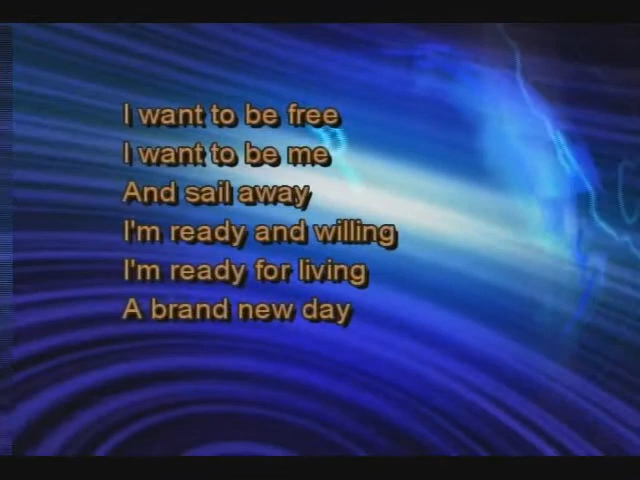 I want to be free
I want to be me
And sail away
I'm ready and willing
I'm ready for living
A brand new day